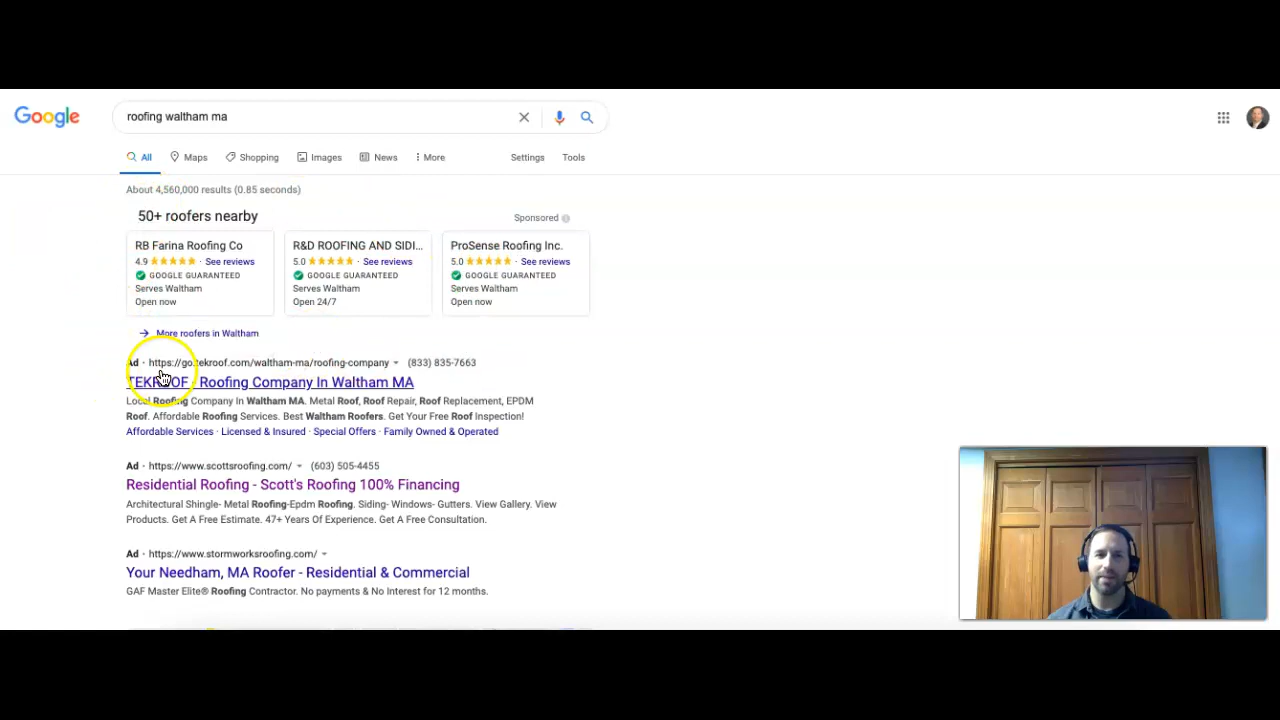 Google
roofing waltham ma
All Maps Shopping Images News More Settings Tools
About 4,560,000 results (0.85 seconds)
50+ roofers nearby Sponsored
RB Farina Roofing Co
4.9 See reviews
GOOGLE GUARANTEED
Serves Waltham
Open now
R&D ROOFING AND SIDI...
5.0 See reviews
GOOGLE GUARANTEED
Serves Waltham
Open 24/7
ProSense Roofing Inc.
5.0 See reviews
GOOGLE GUARANTEED
Serves Waltham
Open now
More roofers in Waltham
Ad · https://go.tekroof.com/waltham-ma/roofing-company (833) 835-7663
TEKROOF - Roofing Company In Waltham MA
Local Roofing Company In Waltham MA. Metal Roof, Roof Repair, Roof Replacement, EPDM
Roof. Affordable Roofing Services. Best Waltham Roofers. Get Your Free Roof Inspection!
Affordable Services · Licensed & Insured · Special Offers · Family Owned & Operated
Ad · https://www.scottsroofing.com/ (603) 505-4455
Residential Roofing - Scott's Roofing 100% Financing
Architectural Shingle- Metal Roofing-Epdm Roofing. Siding- Windows- Gutters. View Gallery. View
Products. Get A Free Estimate. 47+ Years Of Experience. Get A Free Consultation.
Ad · https://www.stormworksroofing.com/
Your Needham, MA Roofer - Residential & Commercial
GAF Master Elite® Roofing Contractor. No payments & No Interest for 12 months.